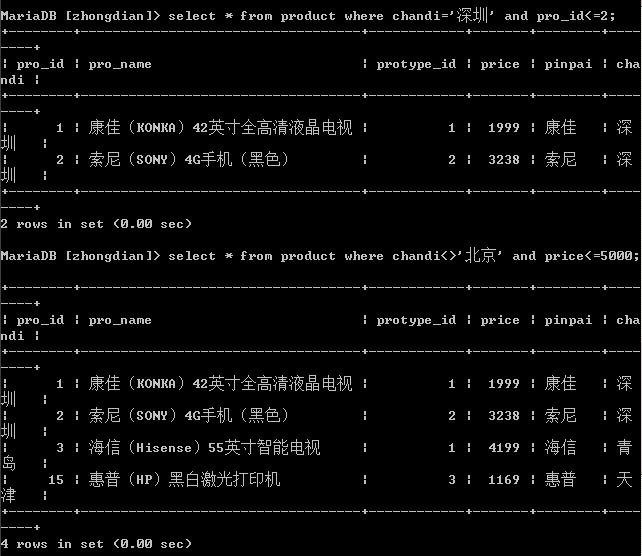 MariaDB [zhongdian]> select * from product where chandi='深圳' and pro_id<=2;
+--------+------------------------------------+-------------+-------+--------+-----
----+
| pro_id | pro_name                           | protype_id | price | pinpai | cha
ndi |
+--------+------------------------------------+-------------+-------+--------+-----
----+
|      1 | 康佳（KONKA）42英寸全高清液晶电视 |          1 |  1999 | 康佳   | 深
圳   |
|      2 | 索尼（SONY）4G手机（黑色）        |          2 |  3238 | 索尼   | 深
圳   |
+--------+------------------------------------+-------------+-------+--------+-----
----+
2 rows in set (0.00 sec)
MariaDB [zhongdian]> select * from product where chandi<>'北京' and price<=5000;
+--------+------------------------------------+-------------+-------+--------+-----
----+
| pro_id | pro_name                           | protype_id | price | pinpai | cha
ndi |
+--------+------------------------------------+-------------+-------+--------+-----
----+
|      1 | 康佳（KONKA）42英寸全高清液晶电视 |          1 |  1999 | 康佳   | 深
圳   |
|      2 | 索尼（SONY）4G手机（黑色）        |          2 |  3238 | 索尼   | 深
圳   |
|      3 | 海信（Hisense）55英寸智能电视     |          1 |  4199 | 海信   | 青
岛   |
|     15 | 惠普（HP）黑白激光打印机          |          3 |  1169 | 惠普   | 天
津   |
+--------+------------------------------------+-------------+-------+--------+-----
----+
4 rows in set (0.00 sec)